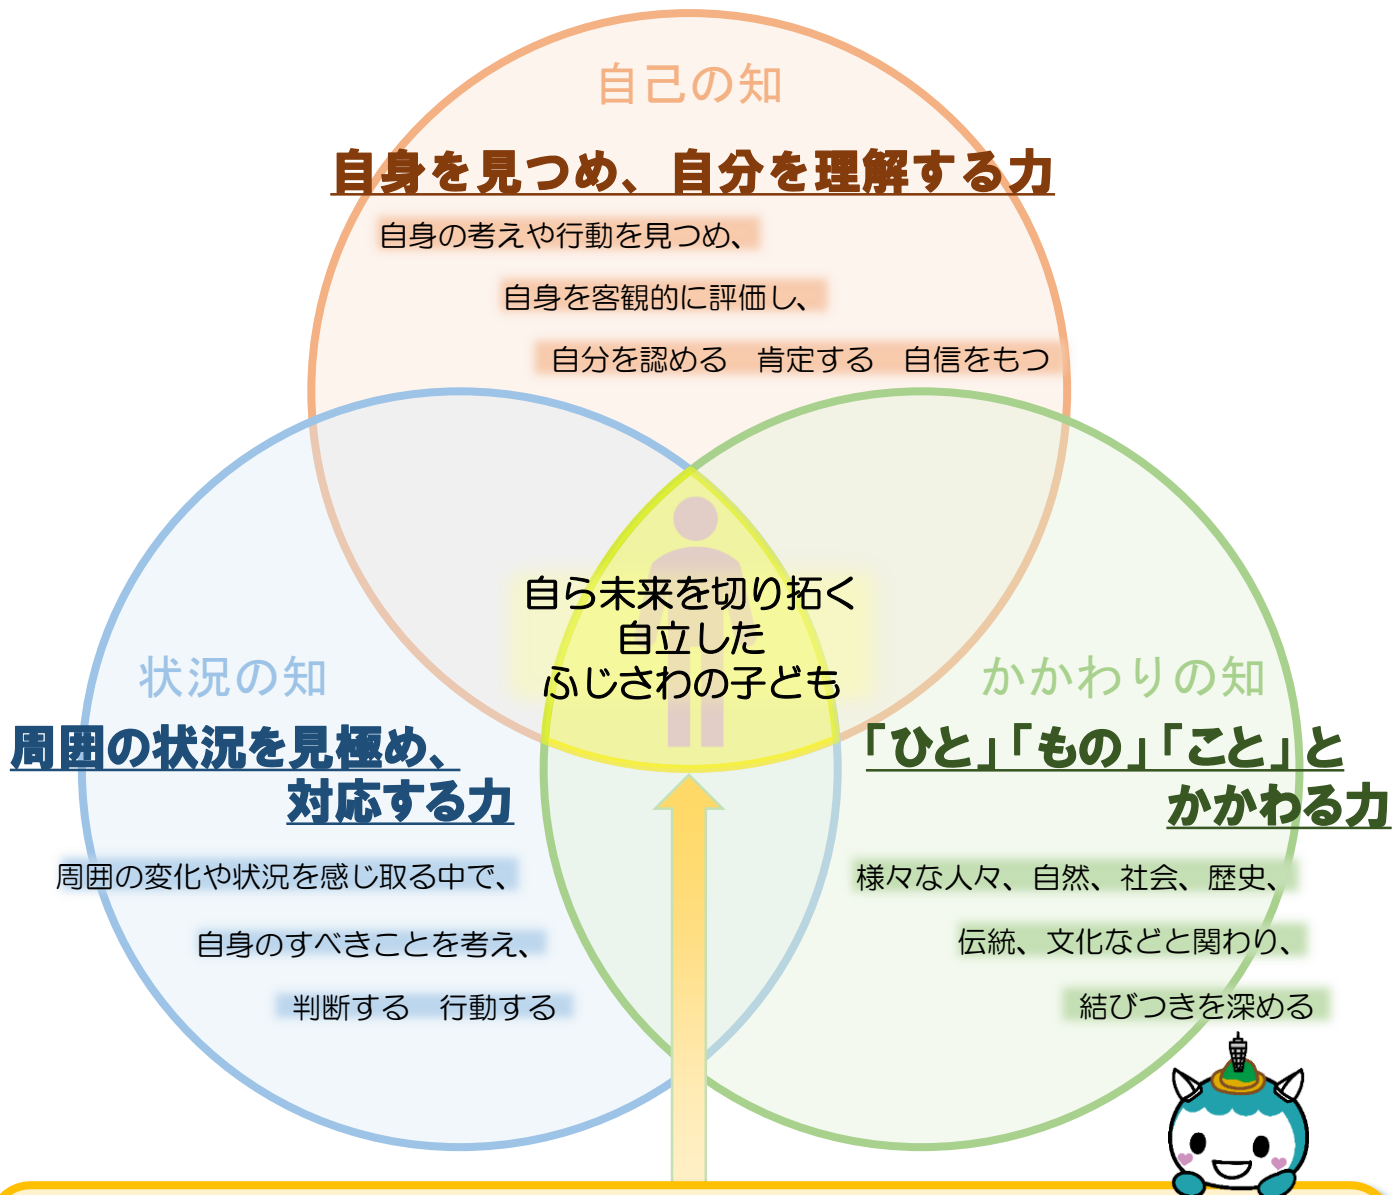 自己の知
自身を見つめ、自分を理解する力
自身の考えや行動を見つめ、
自身を客観的に評価し、
自分を認める　肯定する　自信をもつ
自ら未来を切り拓く
自立した
ふじさわの子ども
状況の知
周囲の状況を見極め、
対応する力
周囲の変化や状況を感じ取る中で、
自身のすべきことを考え、
判断する　行動する
かかわりの知
「ひと」「もの」「こと」と
かかわる力
様々な人々、自然、社会、歴史、
伝統、文化などと関わり、
結びつきを深める